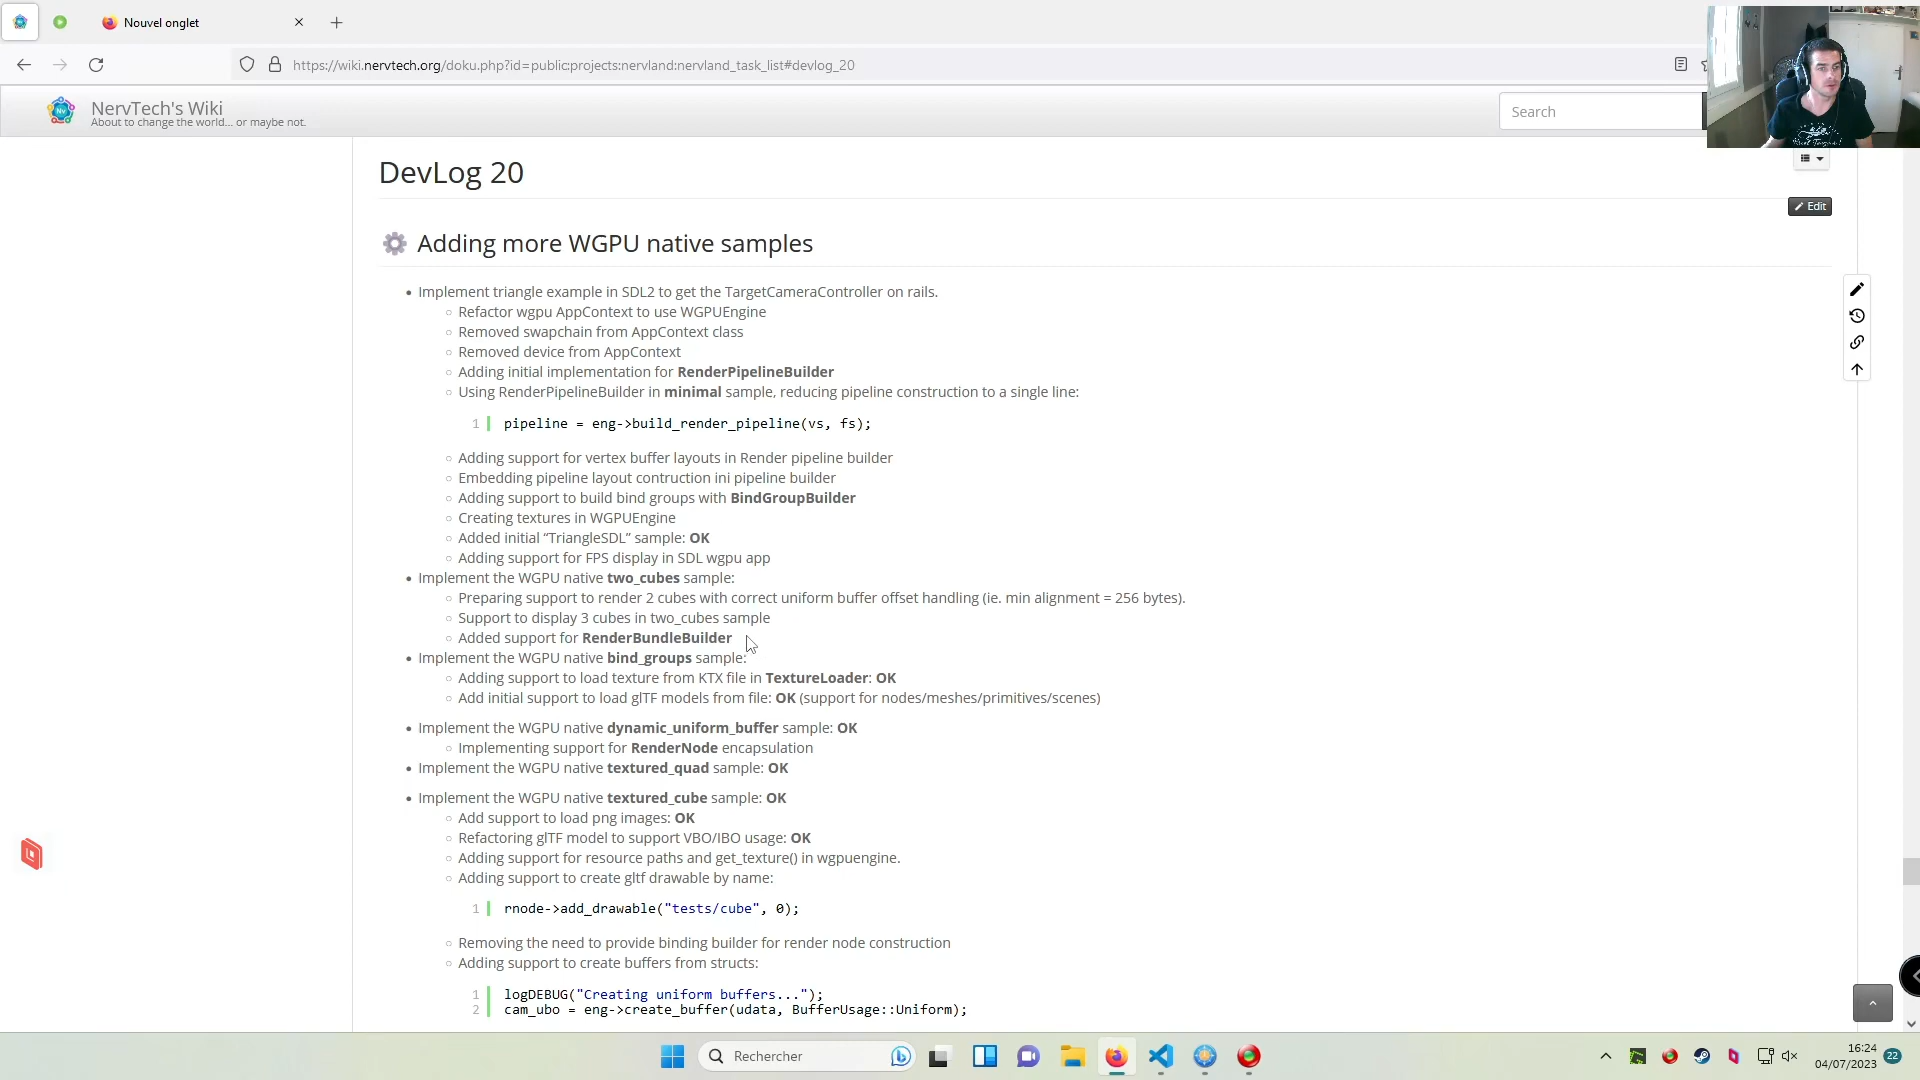 Nouvel onglet
https://wiki.nervtech.org/doku.php?id=public:projects:nervland:nervland_task_list#devlog_20
NervTech's Wiki
About to change the world... or maybe not.
Search
DevLog 20
Edit
Adding more WGPU native samples
Implement triangle example in SDL2 to get the TargetCameraController on rails.
Refactor wgpu AppContext to use WGPUEngine
Removed swapchain from AppContext class
Removed device from AppContext
Adding initial implementation for RenderPipelineBuilder
Using RenderPipelineBuilder in minimal sample, reducing pipeline construction to a single line:
1 pipeline = eng->build_render_pipeline(vs, fs);
Adding support for vertex buffer layouts in Render pipeline builder
Embedding pipeline layout contruction ini pipeline builder
Adding support to build bind groups with BindGroupBuilder
Creating textures in WGPUEngine
Added initial “TriangleSDL” sample: OK
Adding support for FPS display in SDL wgpu app
Implement the WGPU native two_cubes sample:
Preparing support to render 2 cubes with correct uniform buffer offset handling (ie. min alignment = 256 bytes).
Support to display 3 cubes in two_cubes sample
Added support for RenderBundleBuilder
Implement the WGPU native bind_groups sample:
Adding support to load texture from KTX file in TextureLoader: OK
Add initial support to load glTF models from file: OK (support for nodes/meshes/primitives/scenes)
Implement the WGPU native dynamic_uniform_buffer sample: OK
Implementing support for RenderNode encapsulation
Implement the WGPU native textured_quad sample: OK
Implement the WGPU native textured_cube sample: OK
Add support to load png images: OK
Refactoring glTF model to support VBO/IBO usage: OK
Adding support for resource paths and get_texture() in wgpuengine.
Adding support to create gltf drawable by name:
1 rnode->add_drawable("tests/cube", 0);
Removing the need to provide binding builder for render node construction
Adding support to create buffers from structs:
1 logDEBUG("Creating uniform buffers...");
2 cam_ubo = eng->create_buffer(udata, BufferUsage::Uniform);
Rechercher
16:24
04/07/2023
22